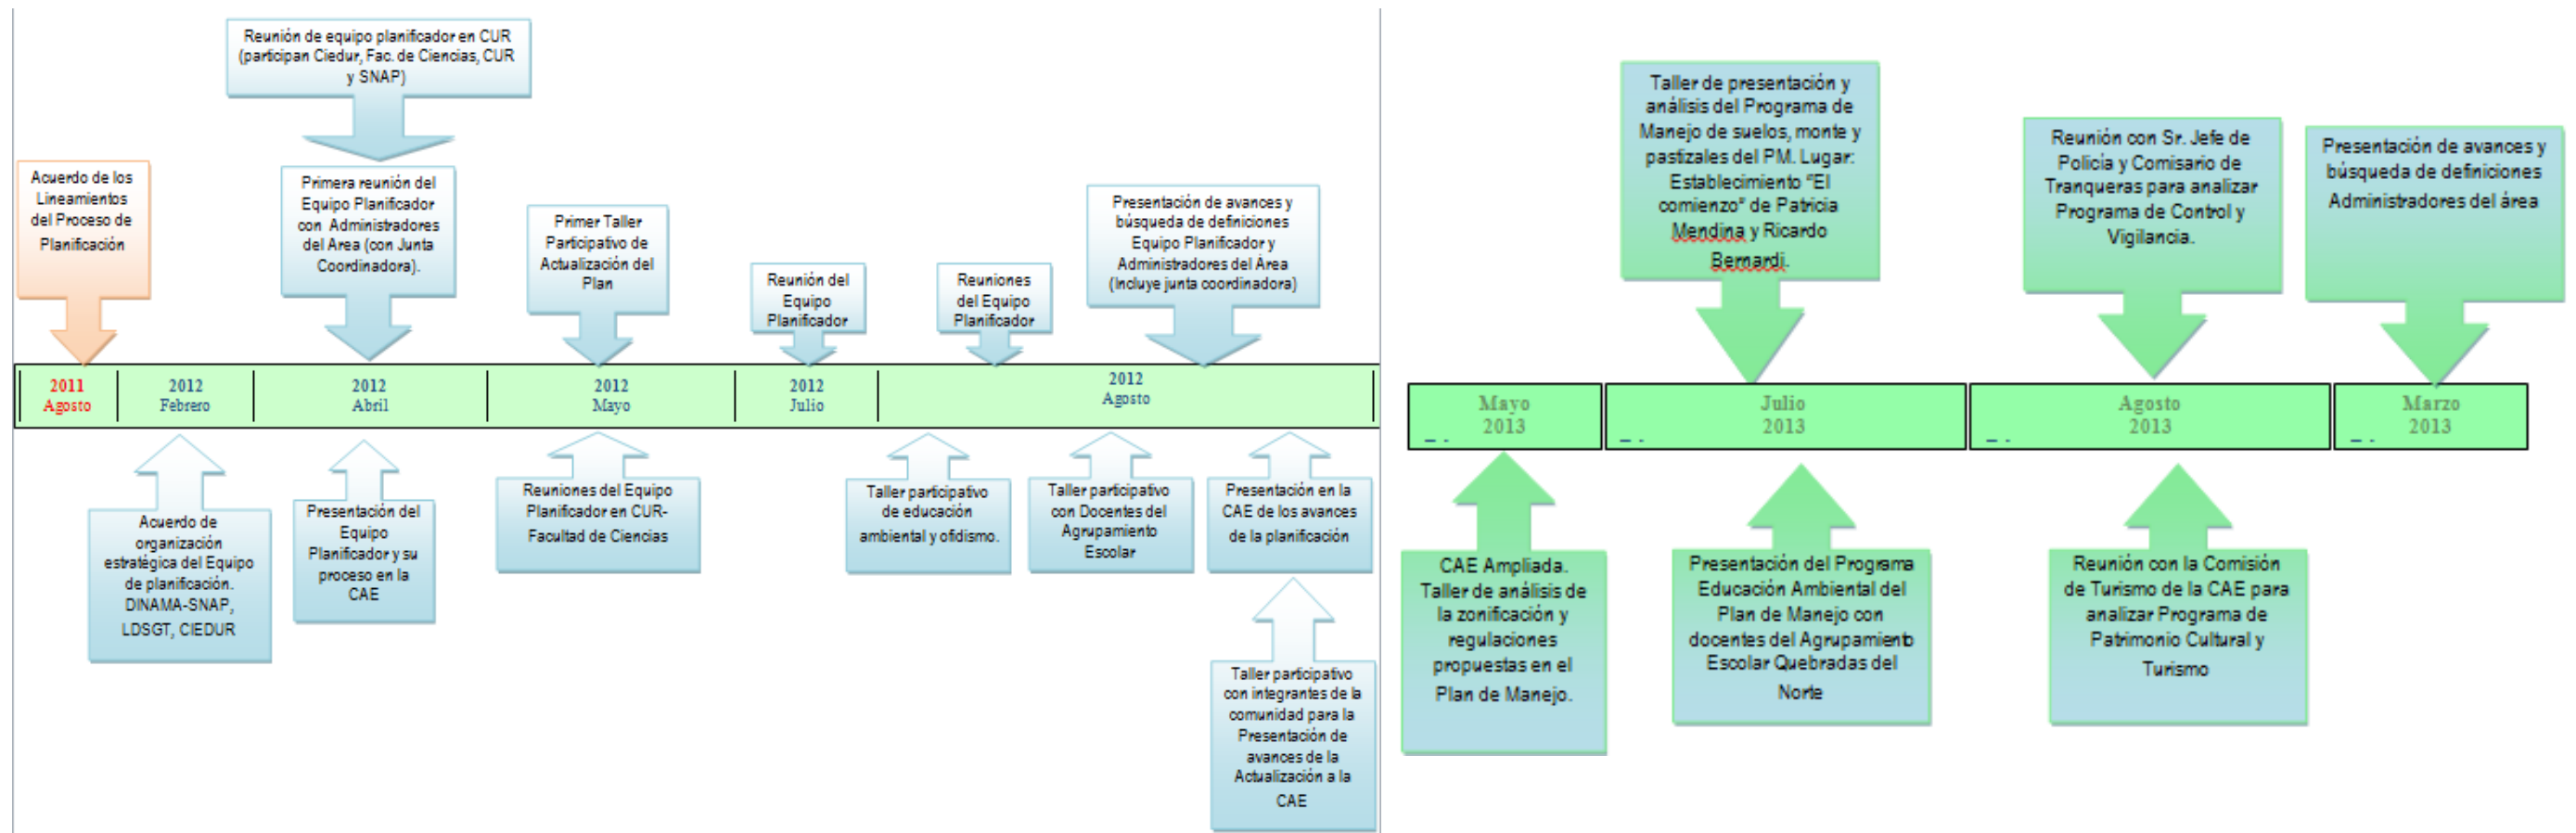 Reunión de equipo planificador en CUR
(participan Ciedur, Fac. de Ciencias, CUR
y SNAP)
Acuerdo de los
Lineamientos
del Proceso de
Planificación
Primera reunión del
Equipo Planificador
con Administradores
del Area (con Junta
Coordinadora).
Primer Taller
Participativo de
Actualización del
Plan
Reunión del
Equipo
Planificador
Reuniones
del Equipo
Planificador
Presentación de avances y
búsqueda de definiciones
Equipo Planificador y
Administradores del Área
(Incluye junta coordinadora)
2011
Agosto
2012
Febrero
2012
Abril
2012
Mayo
2012
Julio
2012
Agosto
Acuerdo de
organización
estratégica del Equipo
de planificación.
DINAMA-SNAP,
LDSGT, CIEDUR
Presentación del
Equipo
Planificador y su
proceso en la
CAE
Reuniones del Equipo
Planificador en CUR-
Facultad de Ciencias
Taller participativo
de educación
ambiental y ofidismo.
Taller participativo
con Docentes del
Agrupamiento
Escolar
Presentación en la
CAE de los avances
de la planificación
Taller participativo
con integrantes de la
comunidad para la
Presentación de
avances de la
Actualización a la
CAE
Taller de presentación y
análisis del Programa de
Manejo de suelos, monte y
pastizales del PM. Lugar:
Establecimiento "El
comienzo" de Patricia
Mendina y Ricardo
Bernardi.
Reunión con Sr. Jefe de
Policía y Comisario de
Tranqueras para analizar
Programa de Control y
Vigilancia.
Presentación de avances y
búsqueda de definiciones
Administradores del área
Mayo
2013
Julio
2013
Agosto
2013
Marzo
2013
CAE Ampliada.
Taller de análisis de
la zonificación y
regulaciones
propuestas en el
Plan de Manejo.
Presentación del Programa
Educación Ambiental del
Plan de Manejo con
docentes del Agrupamiento
Escolar Quebradas del
Norte
Reunión con la Comisión
de Turismo de la CAE para
analizar Programa de
Patrimonio Cultural y
Turismo